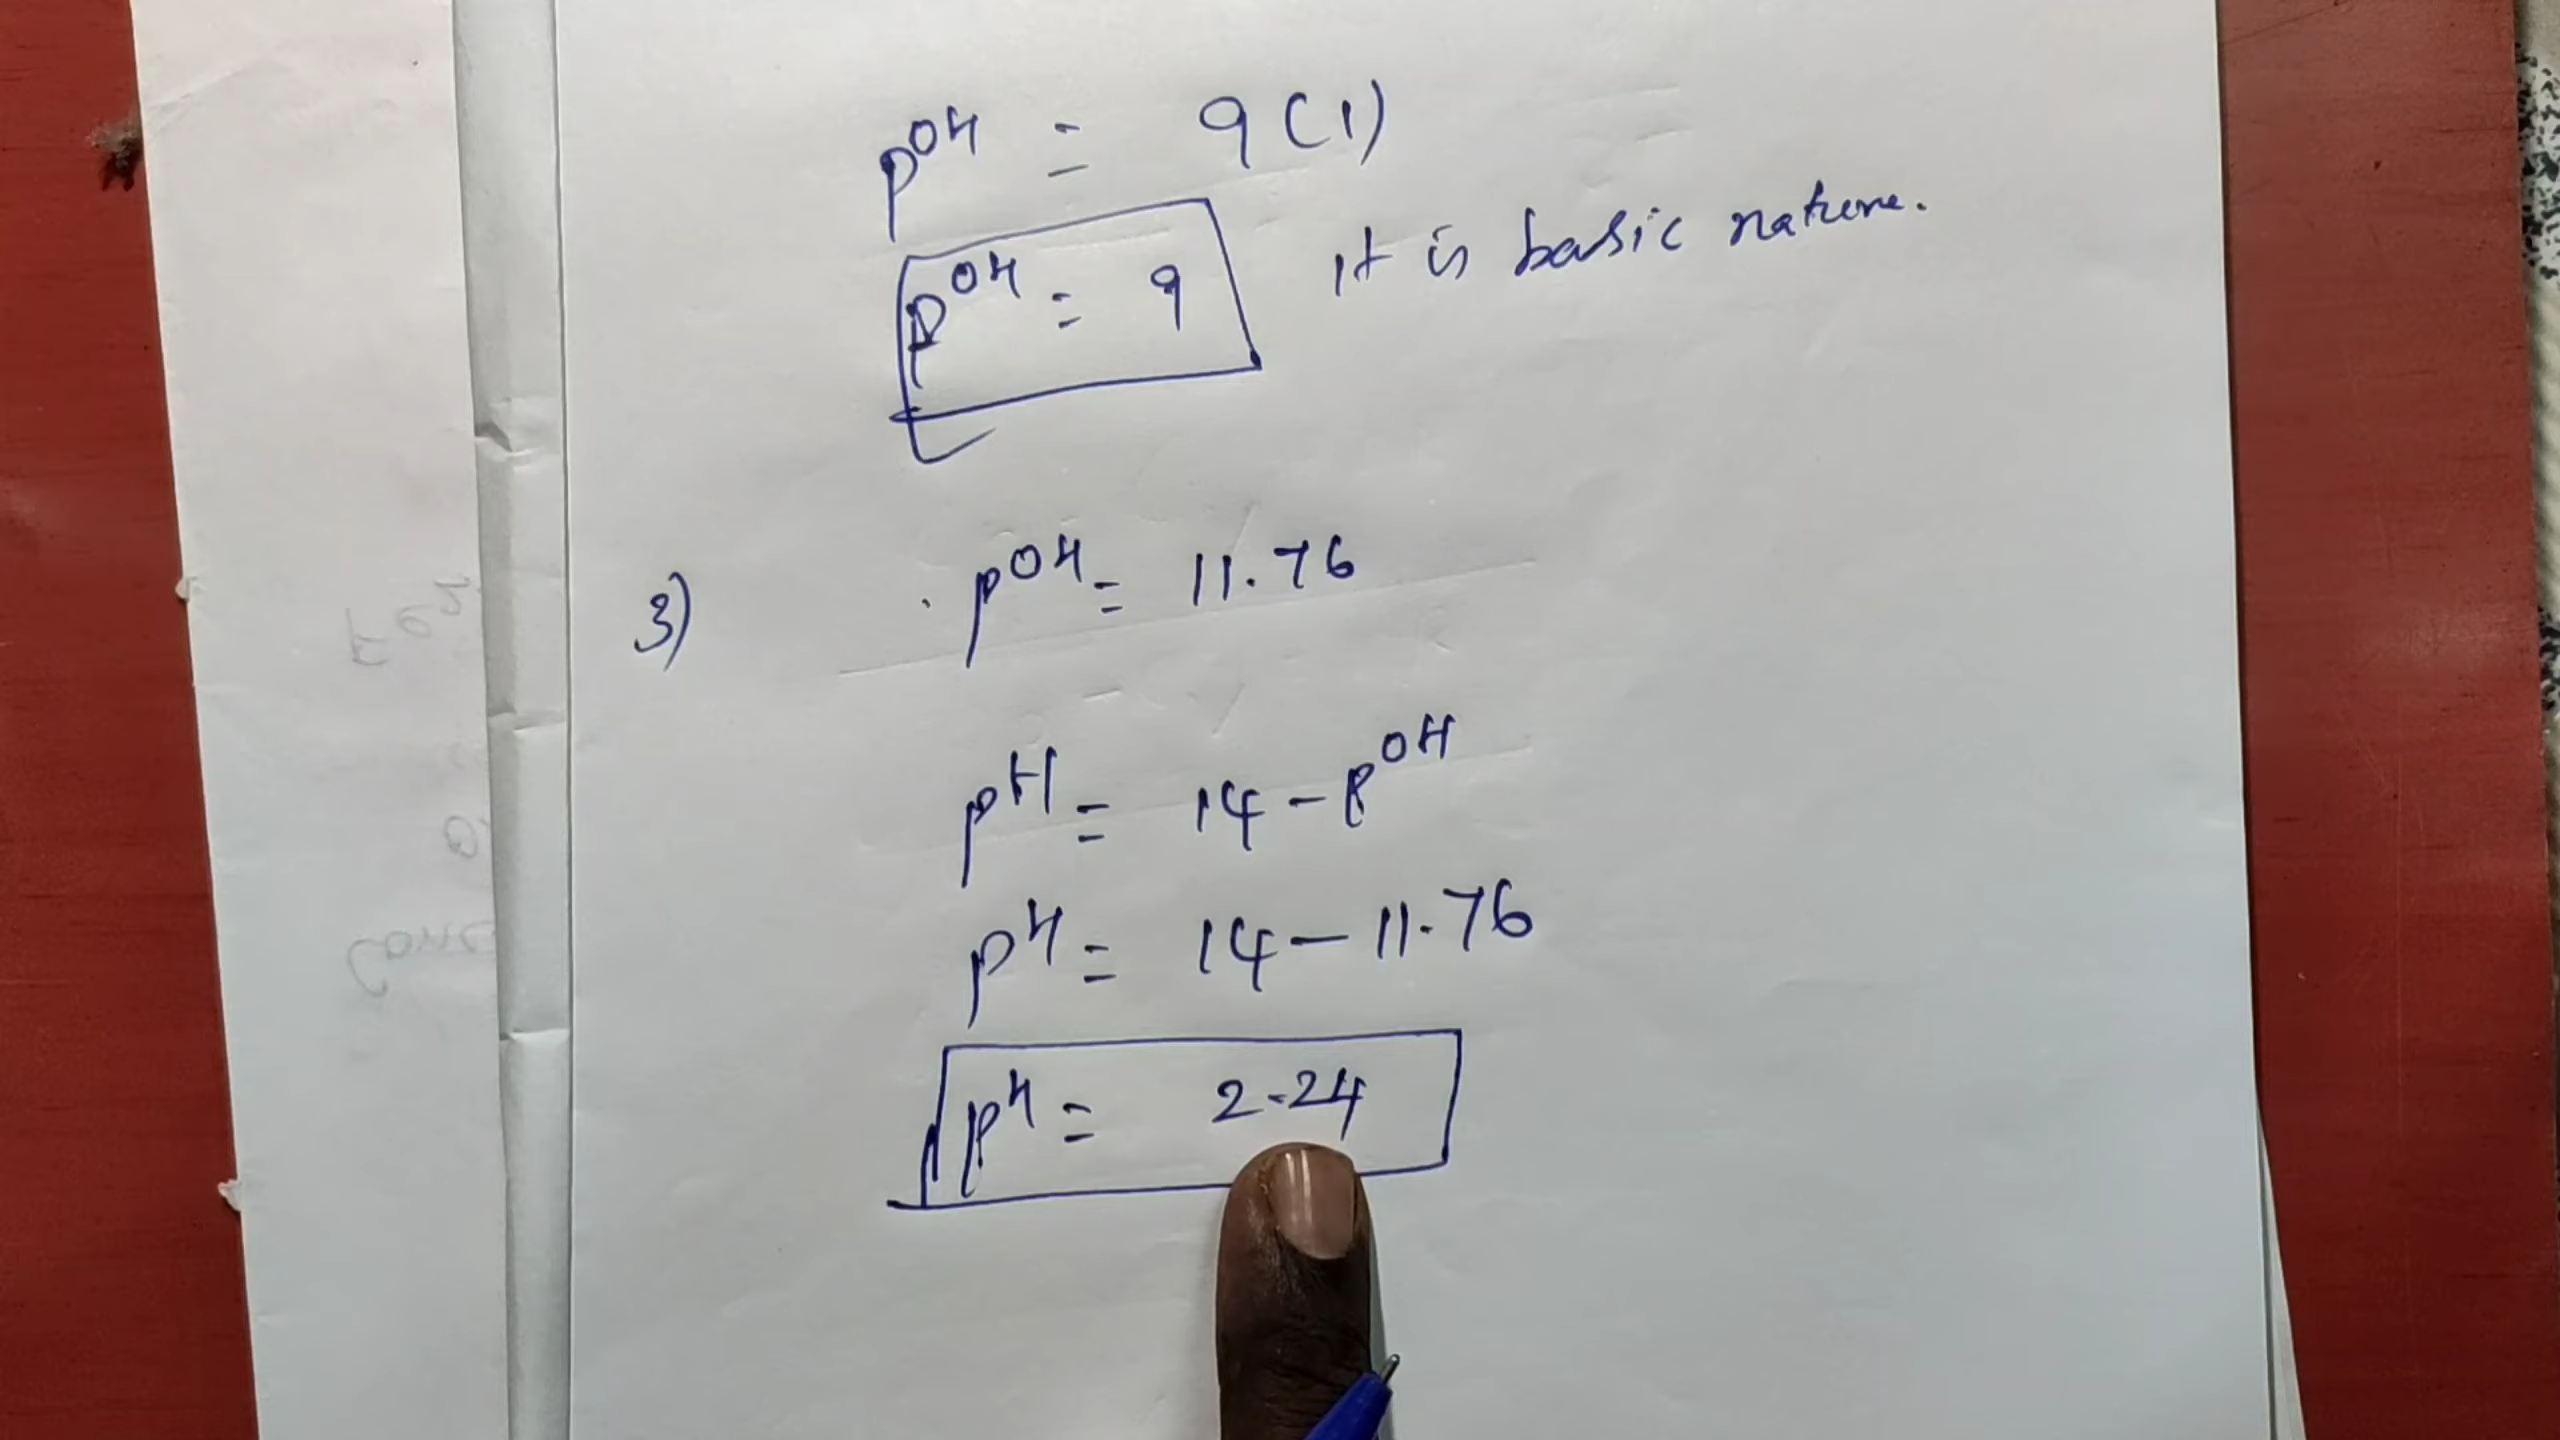 pOH = 9(1)
pOH = 9 it is basic nature.
3) pOH = 11.76
pH = 14 - pOH
pH = 14 - 11.76
pH = 2.24